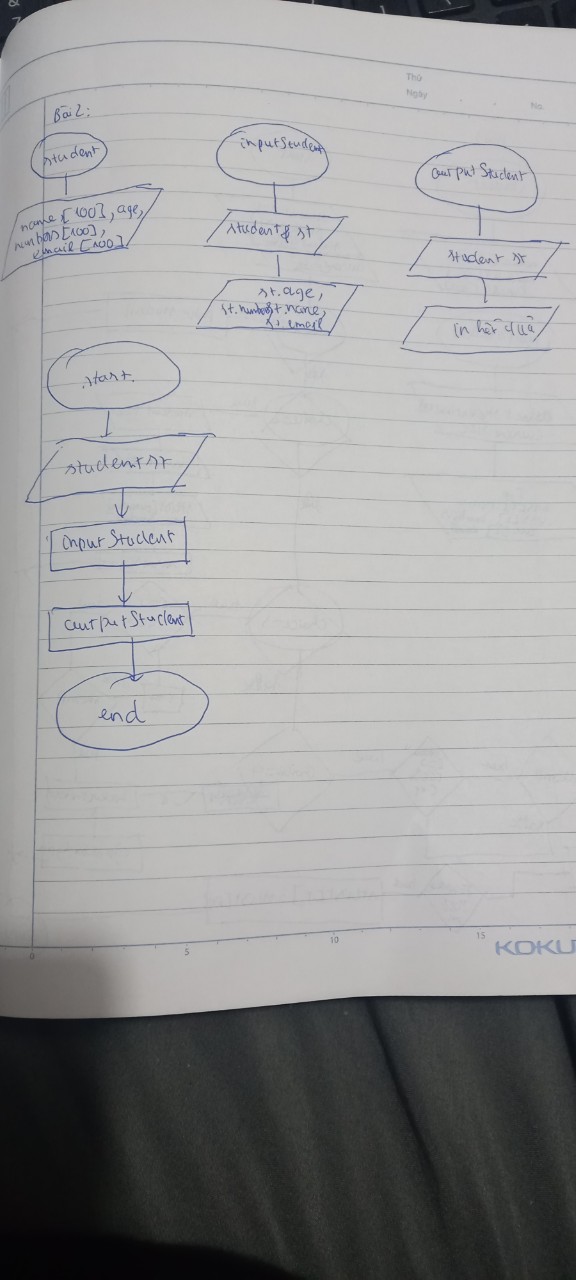 Thứ
Ngày
No
Bài 2:
student
name[100], age,
numbers[100],
email[100]
inputStudent
student& st
st.age,
st.number, st.name,
st.email
outputStudent
student st
in kết quả
start
student st
inputStudent
outputStudent
end
0
5
10
15
KOKU